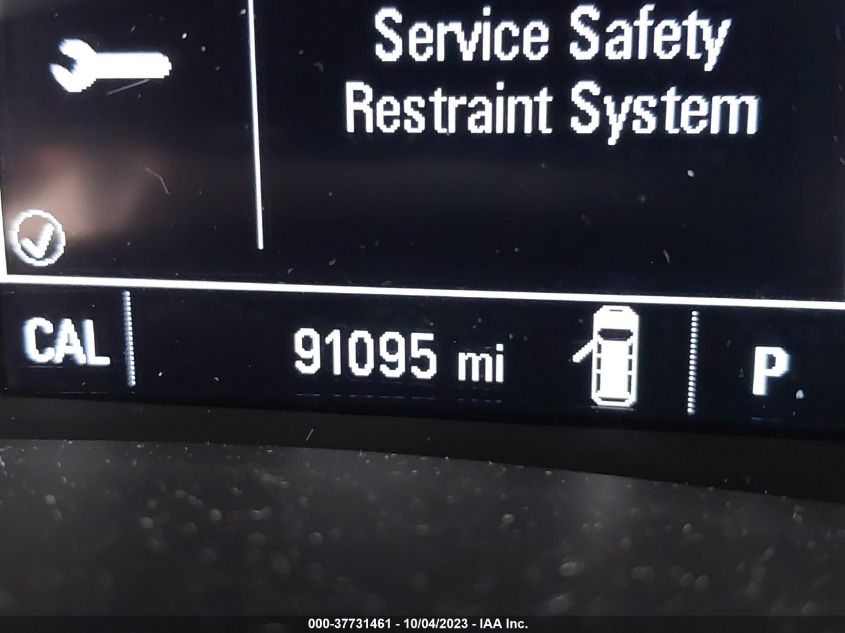 Service Safety
Restraint System
CAL
91095 mi
P
000-37731461 - 10/04/2023 - IAA Inc.